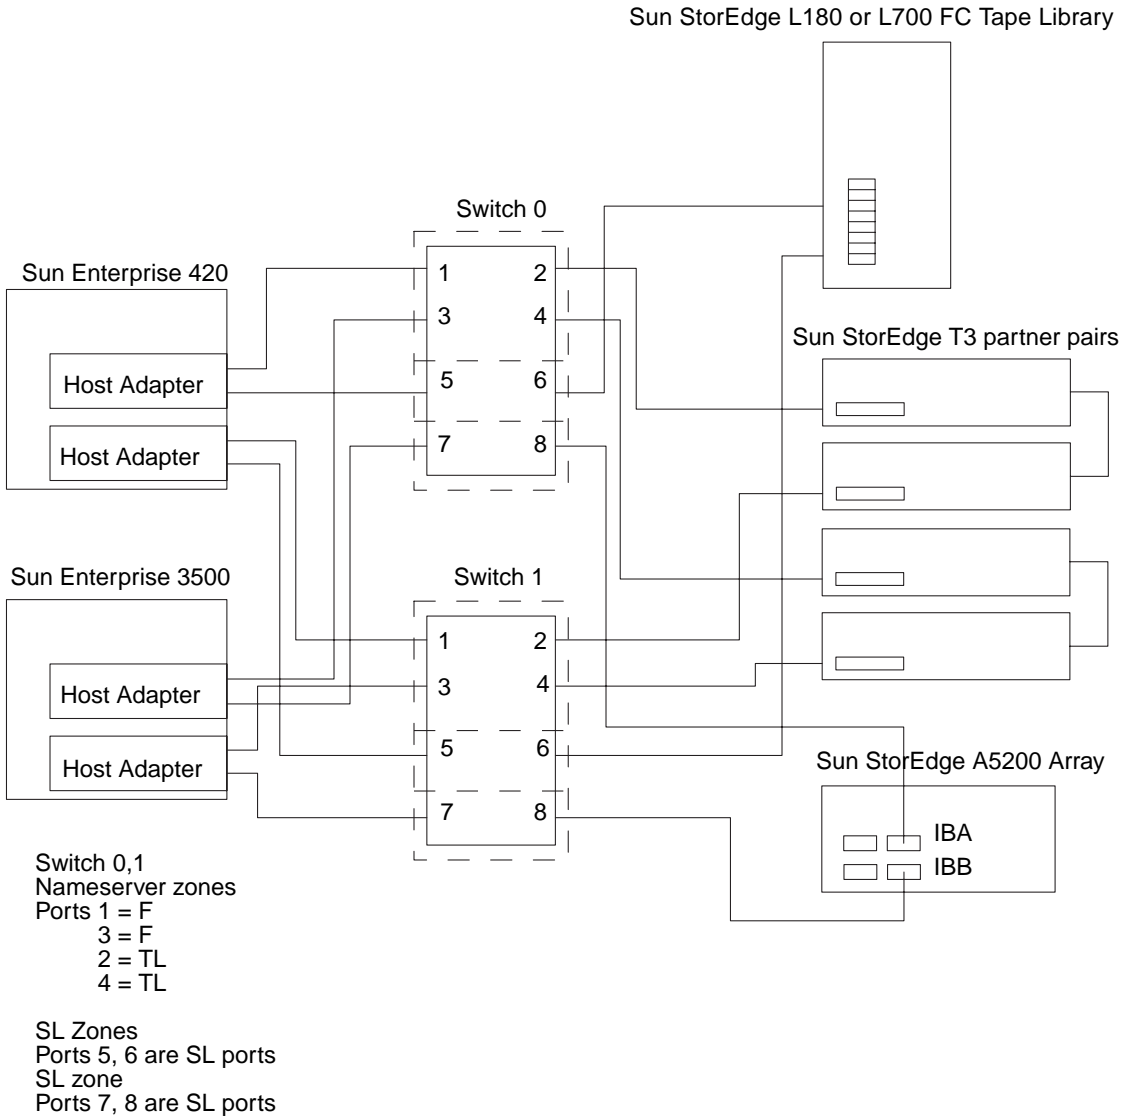 Sun StorEdge L180 or L700 FC Tape Library
Switch 0
Sun Enterprise 420
1 2
3 4
5 6
7 8
Host Adapter
Host Adapter
Sun StorEdge T3 partner pairs
Sun Enterprise 3500
Switch 1
1 2
3 4
5 6
7 8
Host Adapter
Host Adapter
Sun StorEdge A5200 Array
IBA
IBB
Switch 0,1
Nameserver zones
Ports 1 = F
3 = F
2 = TL
4 = TL
SL Zones
Ports 5, 6 are SL ports
SL zone
Ports 7, 8 are SL ports